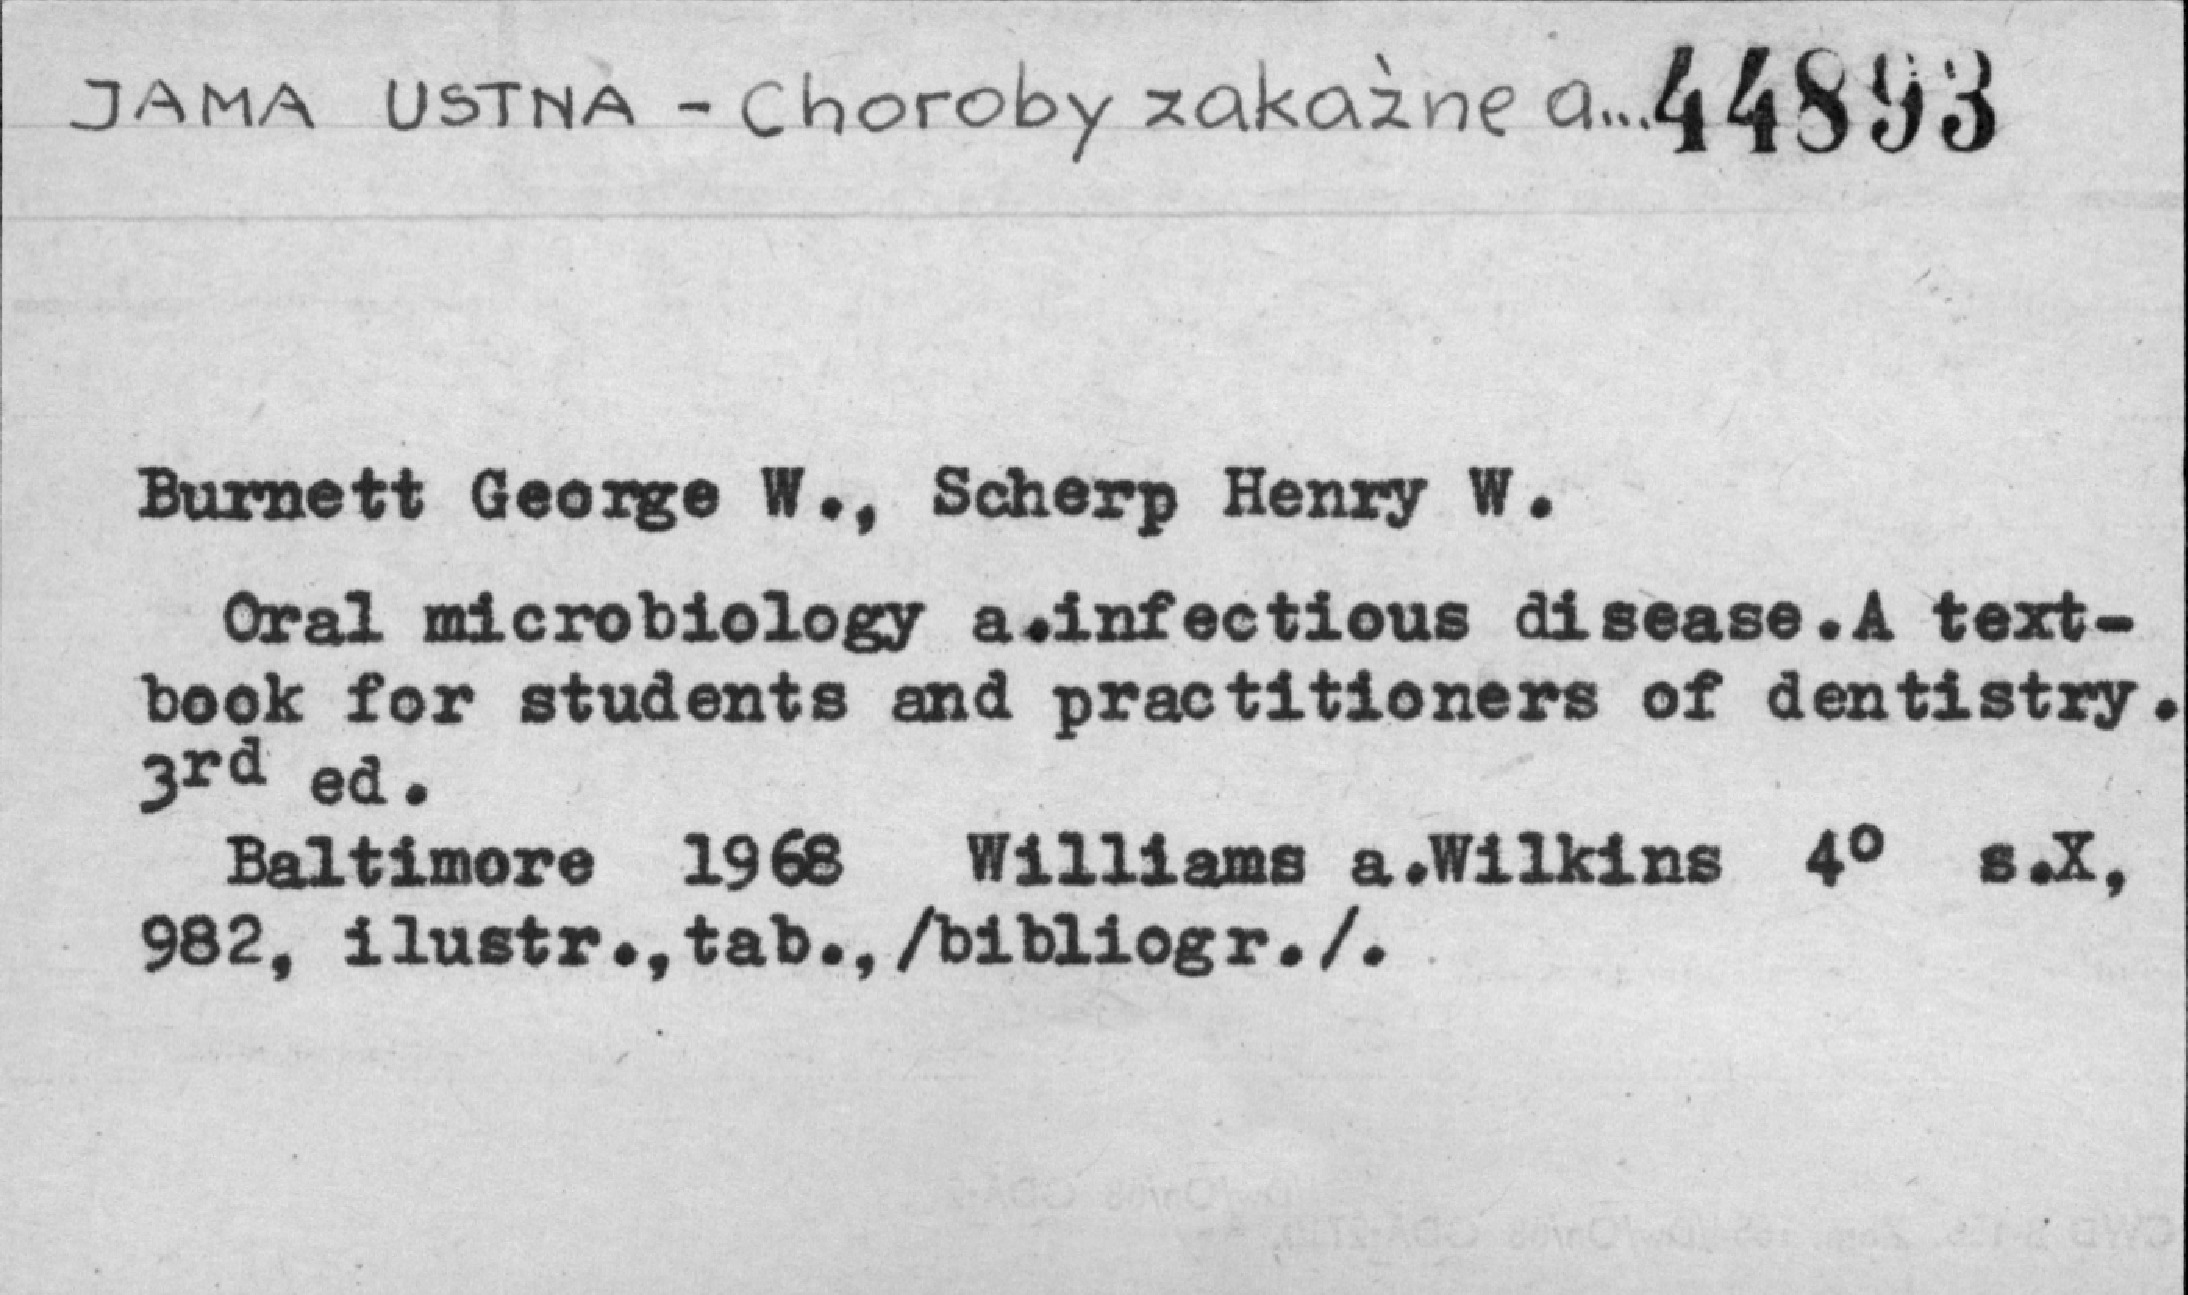 JAMA USTNA - Choroby zakaźne a... 44893
Burnett George W., Scherp Henry W.
Oral microbiology a.infectious disease.A text-
book for students and practitioners of dentistry.
3rd ed.
Baltimore 1968 Williams a.Wilkins 4° s.X,
982, ilustr.,tab.,/bibliogr./.